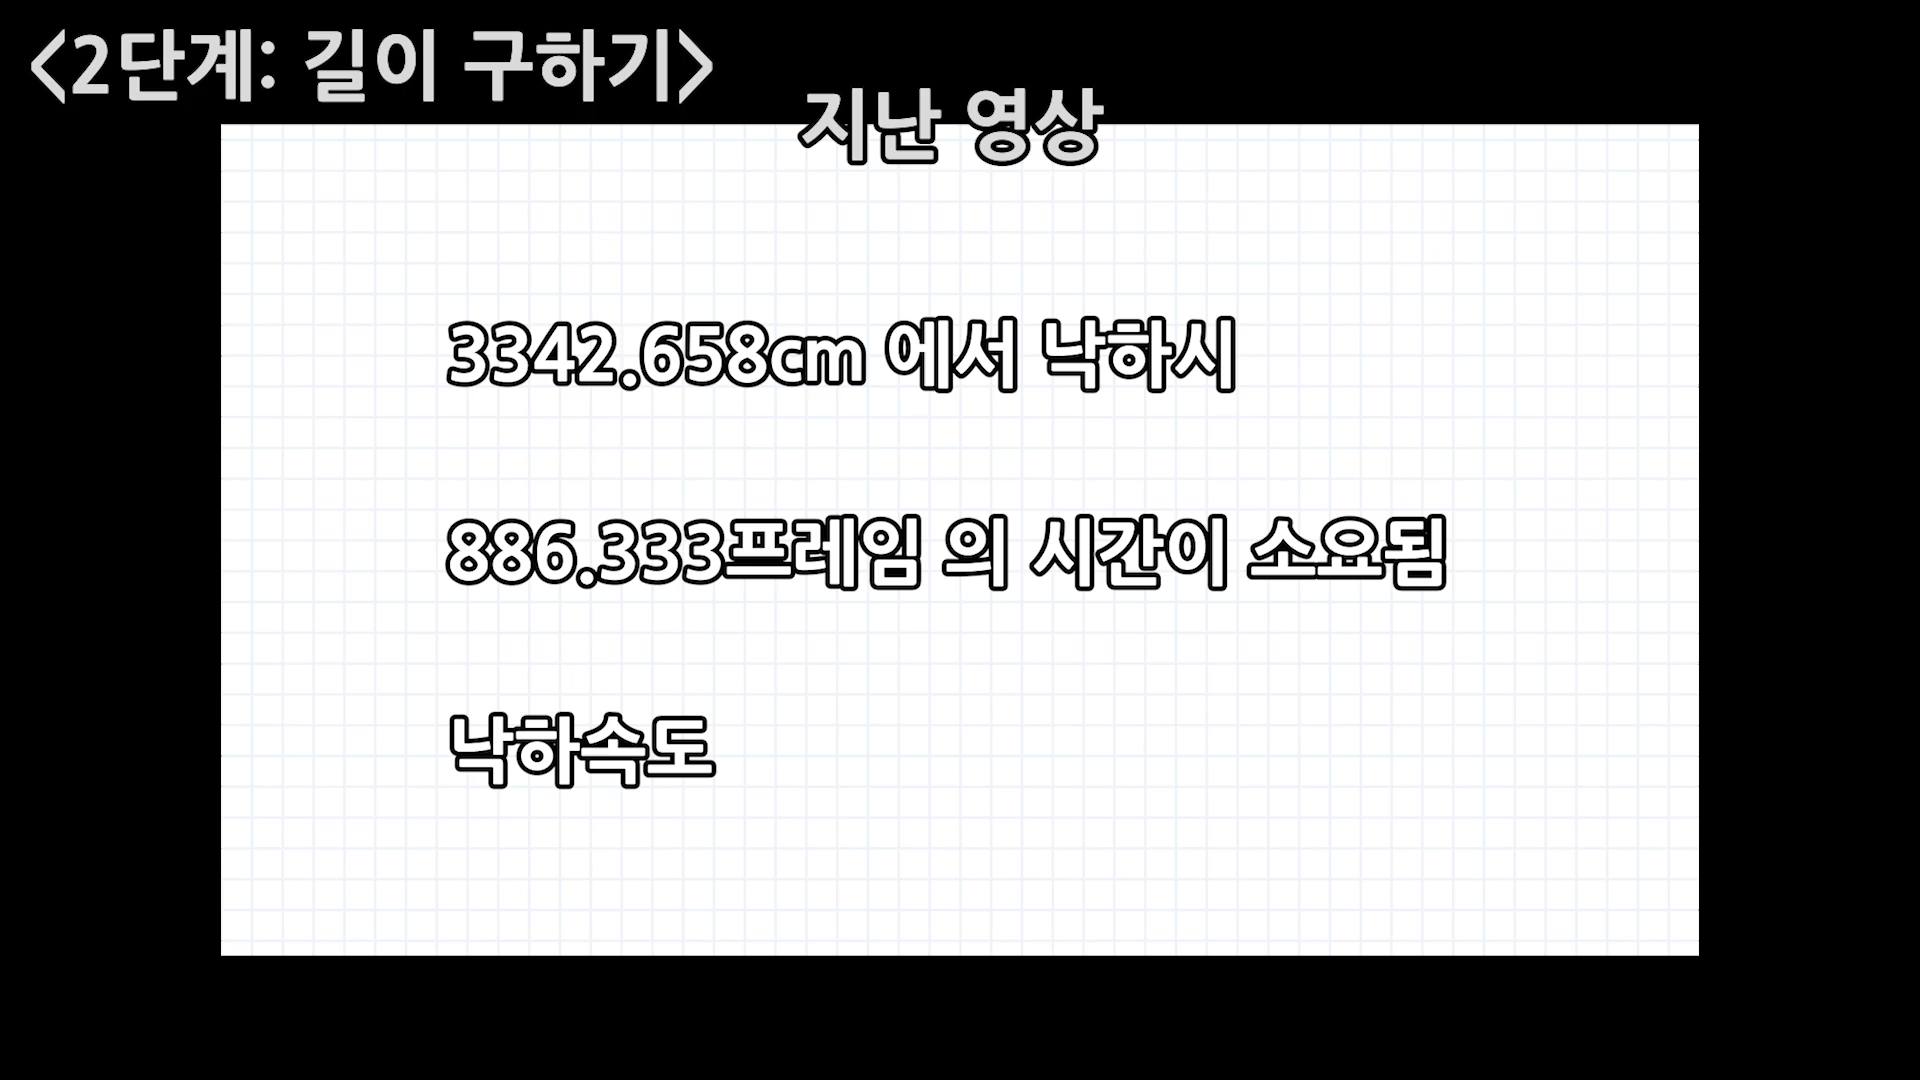 <2단계: 길이 구하기>
지난 영상
3342.658cm 에서 낙하시
886.333프레임 의 시간이 소요됨
낙하속도